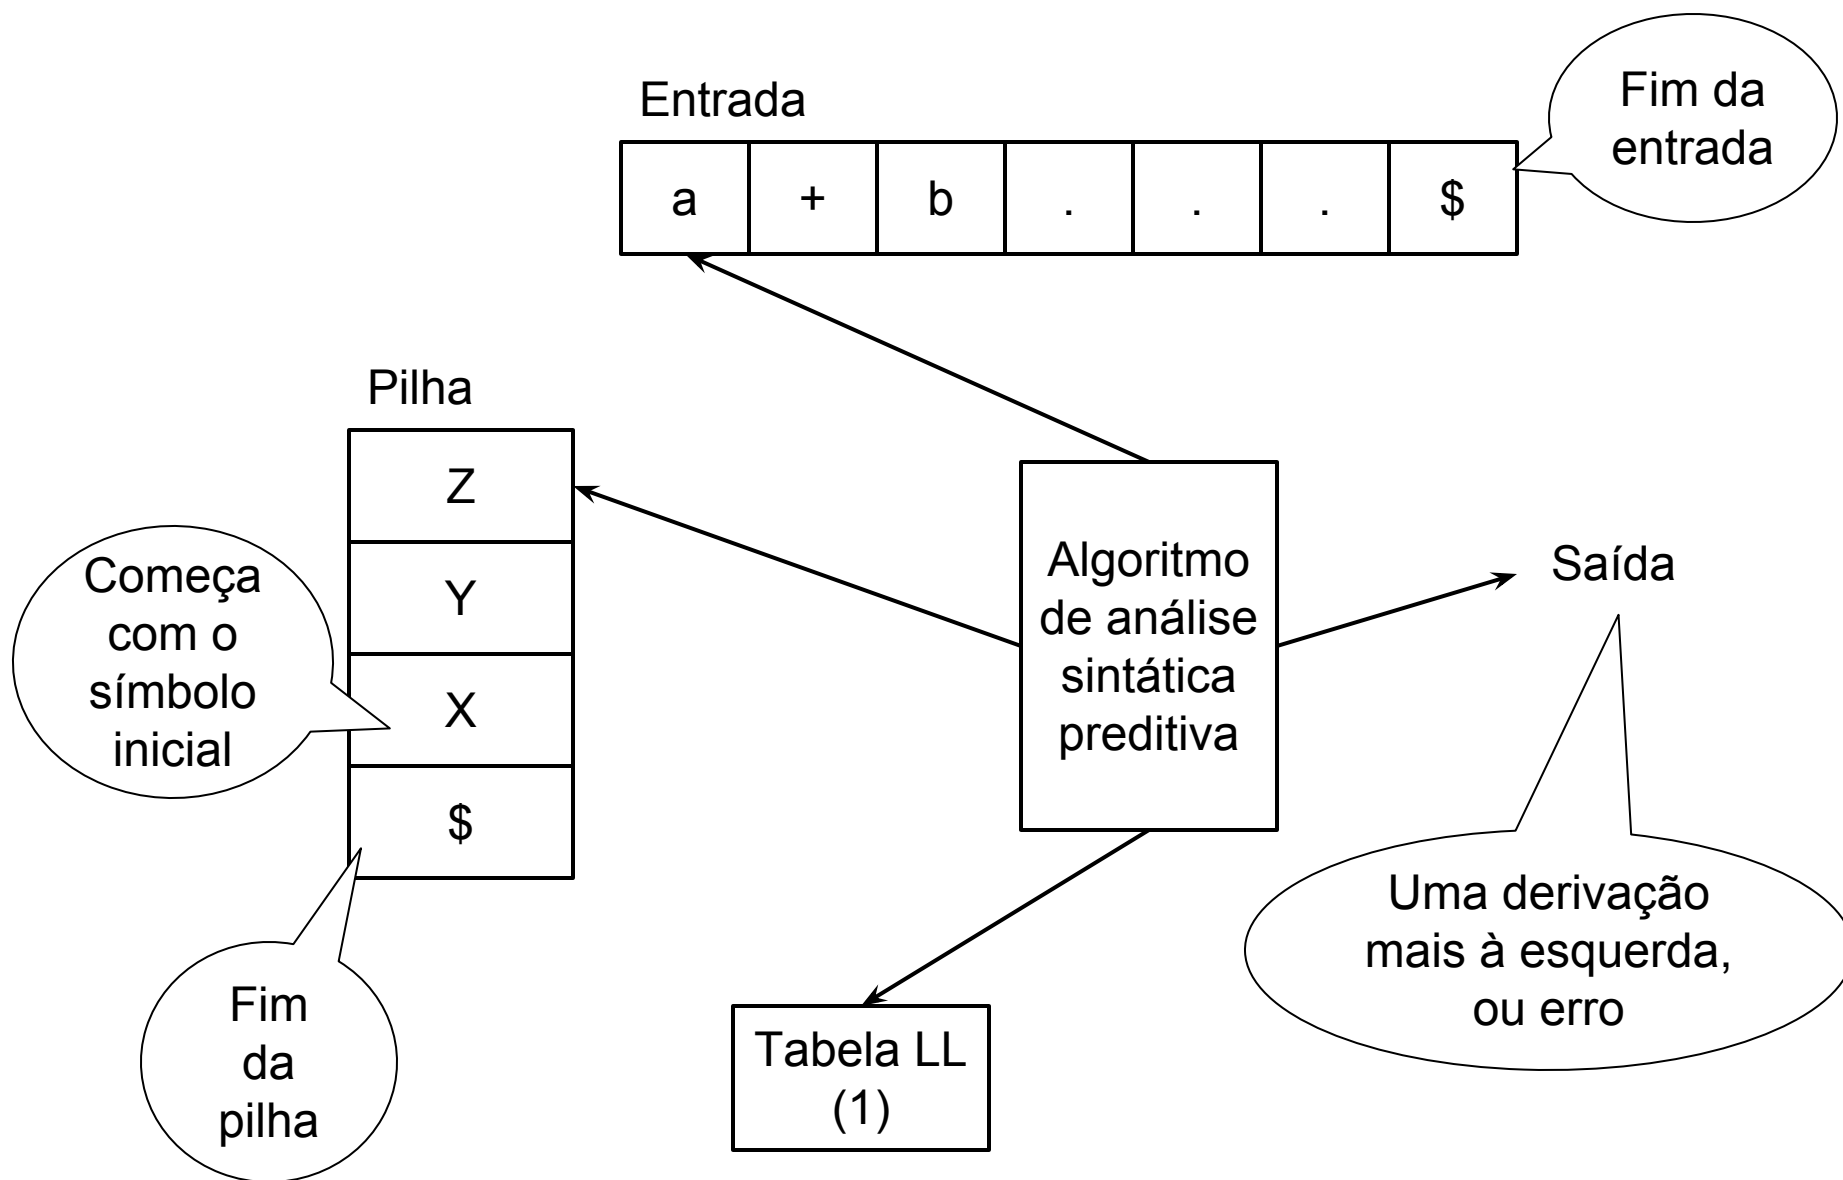 Entrada
a + b . . . $
Fim da
entrada
Pilha
Z
Y
X
$
Começa
com o
símbolo
inicial
Fim
da
pilha
Algoritmo
de análise
sintática
preditiva
Saída
Uma derivação
mais à esquerda,
ou erro
Tabela LL
(1)